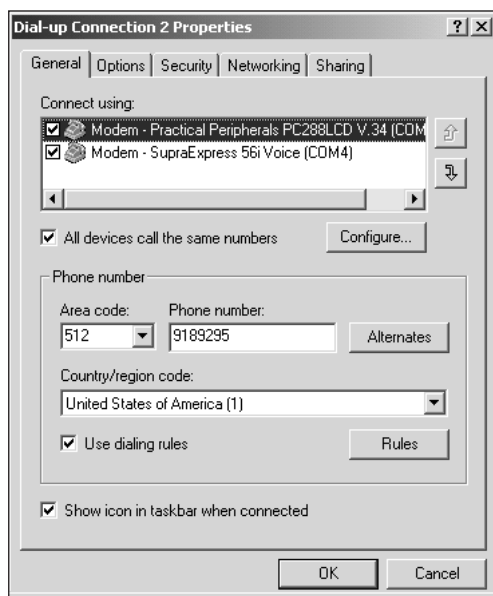 Dial-up Connection 2 Properties
General Options Security Networking Sharing
Connect using:
Modem - Practical Peripherals PC288LCD V.34 (COM
Modem - SupraExpress 56i Voice (COM4)
All devices call the same numbers Configure...
Phone number
Area code: Phone number:
512 9189295 Alternates
Country/region code:
United States of America (1)
Use dialing rules Rules
Show icon in taskbar when connected
OK Cancel